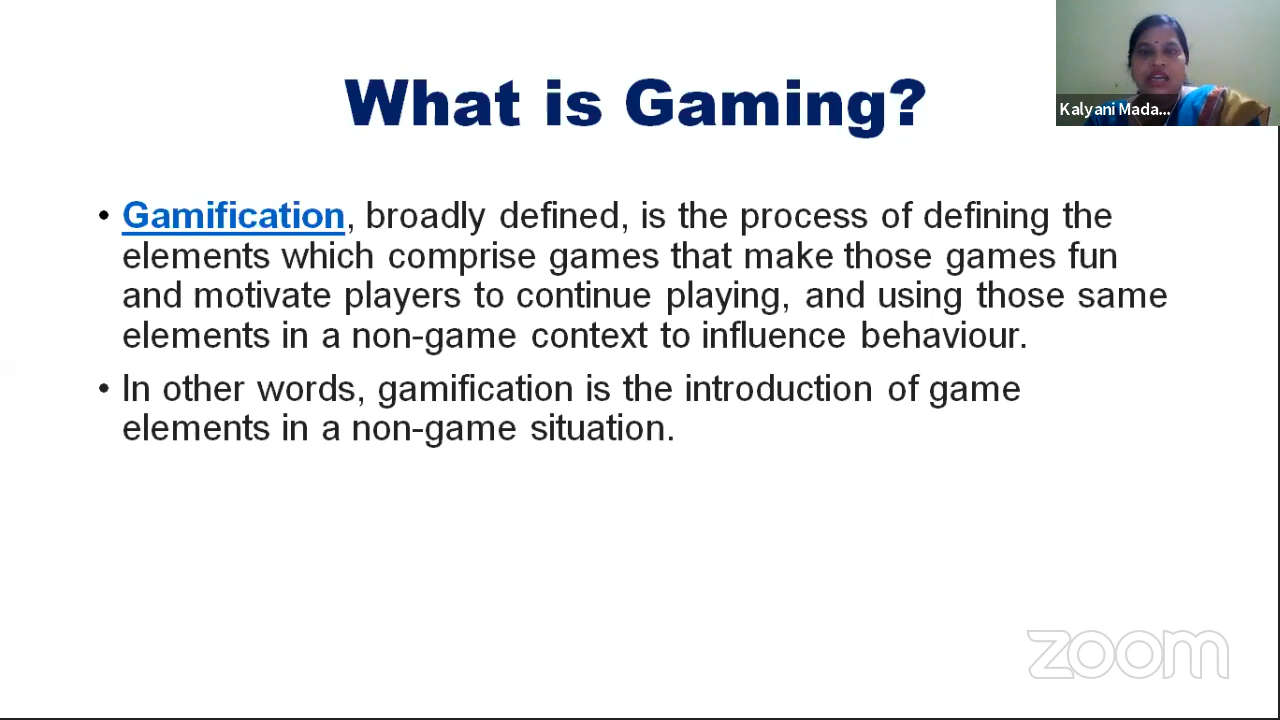 What is Gaming?
Kalyani Mada...
• Gamification, broadly defined, is the process of defining the
elements which comprise games that make those games fun
and motivate players to continue playing, and using those same
elements in a non-game context to influence behaviour.
• In other words, gamification is the introduction of game
elements in a non-game situation.
zoom